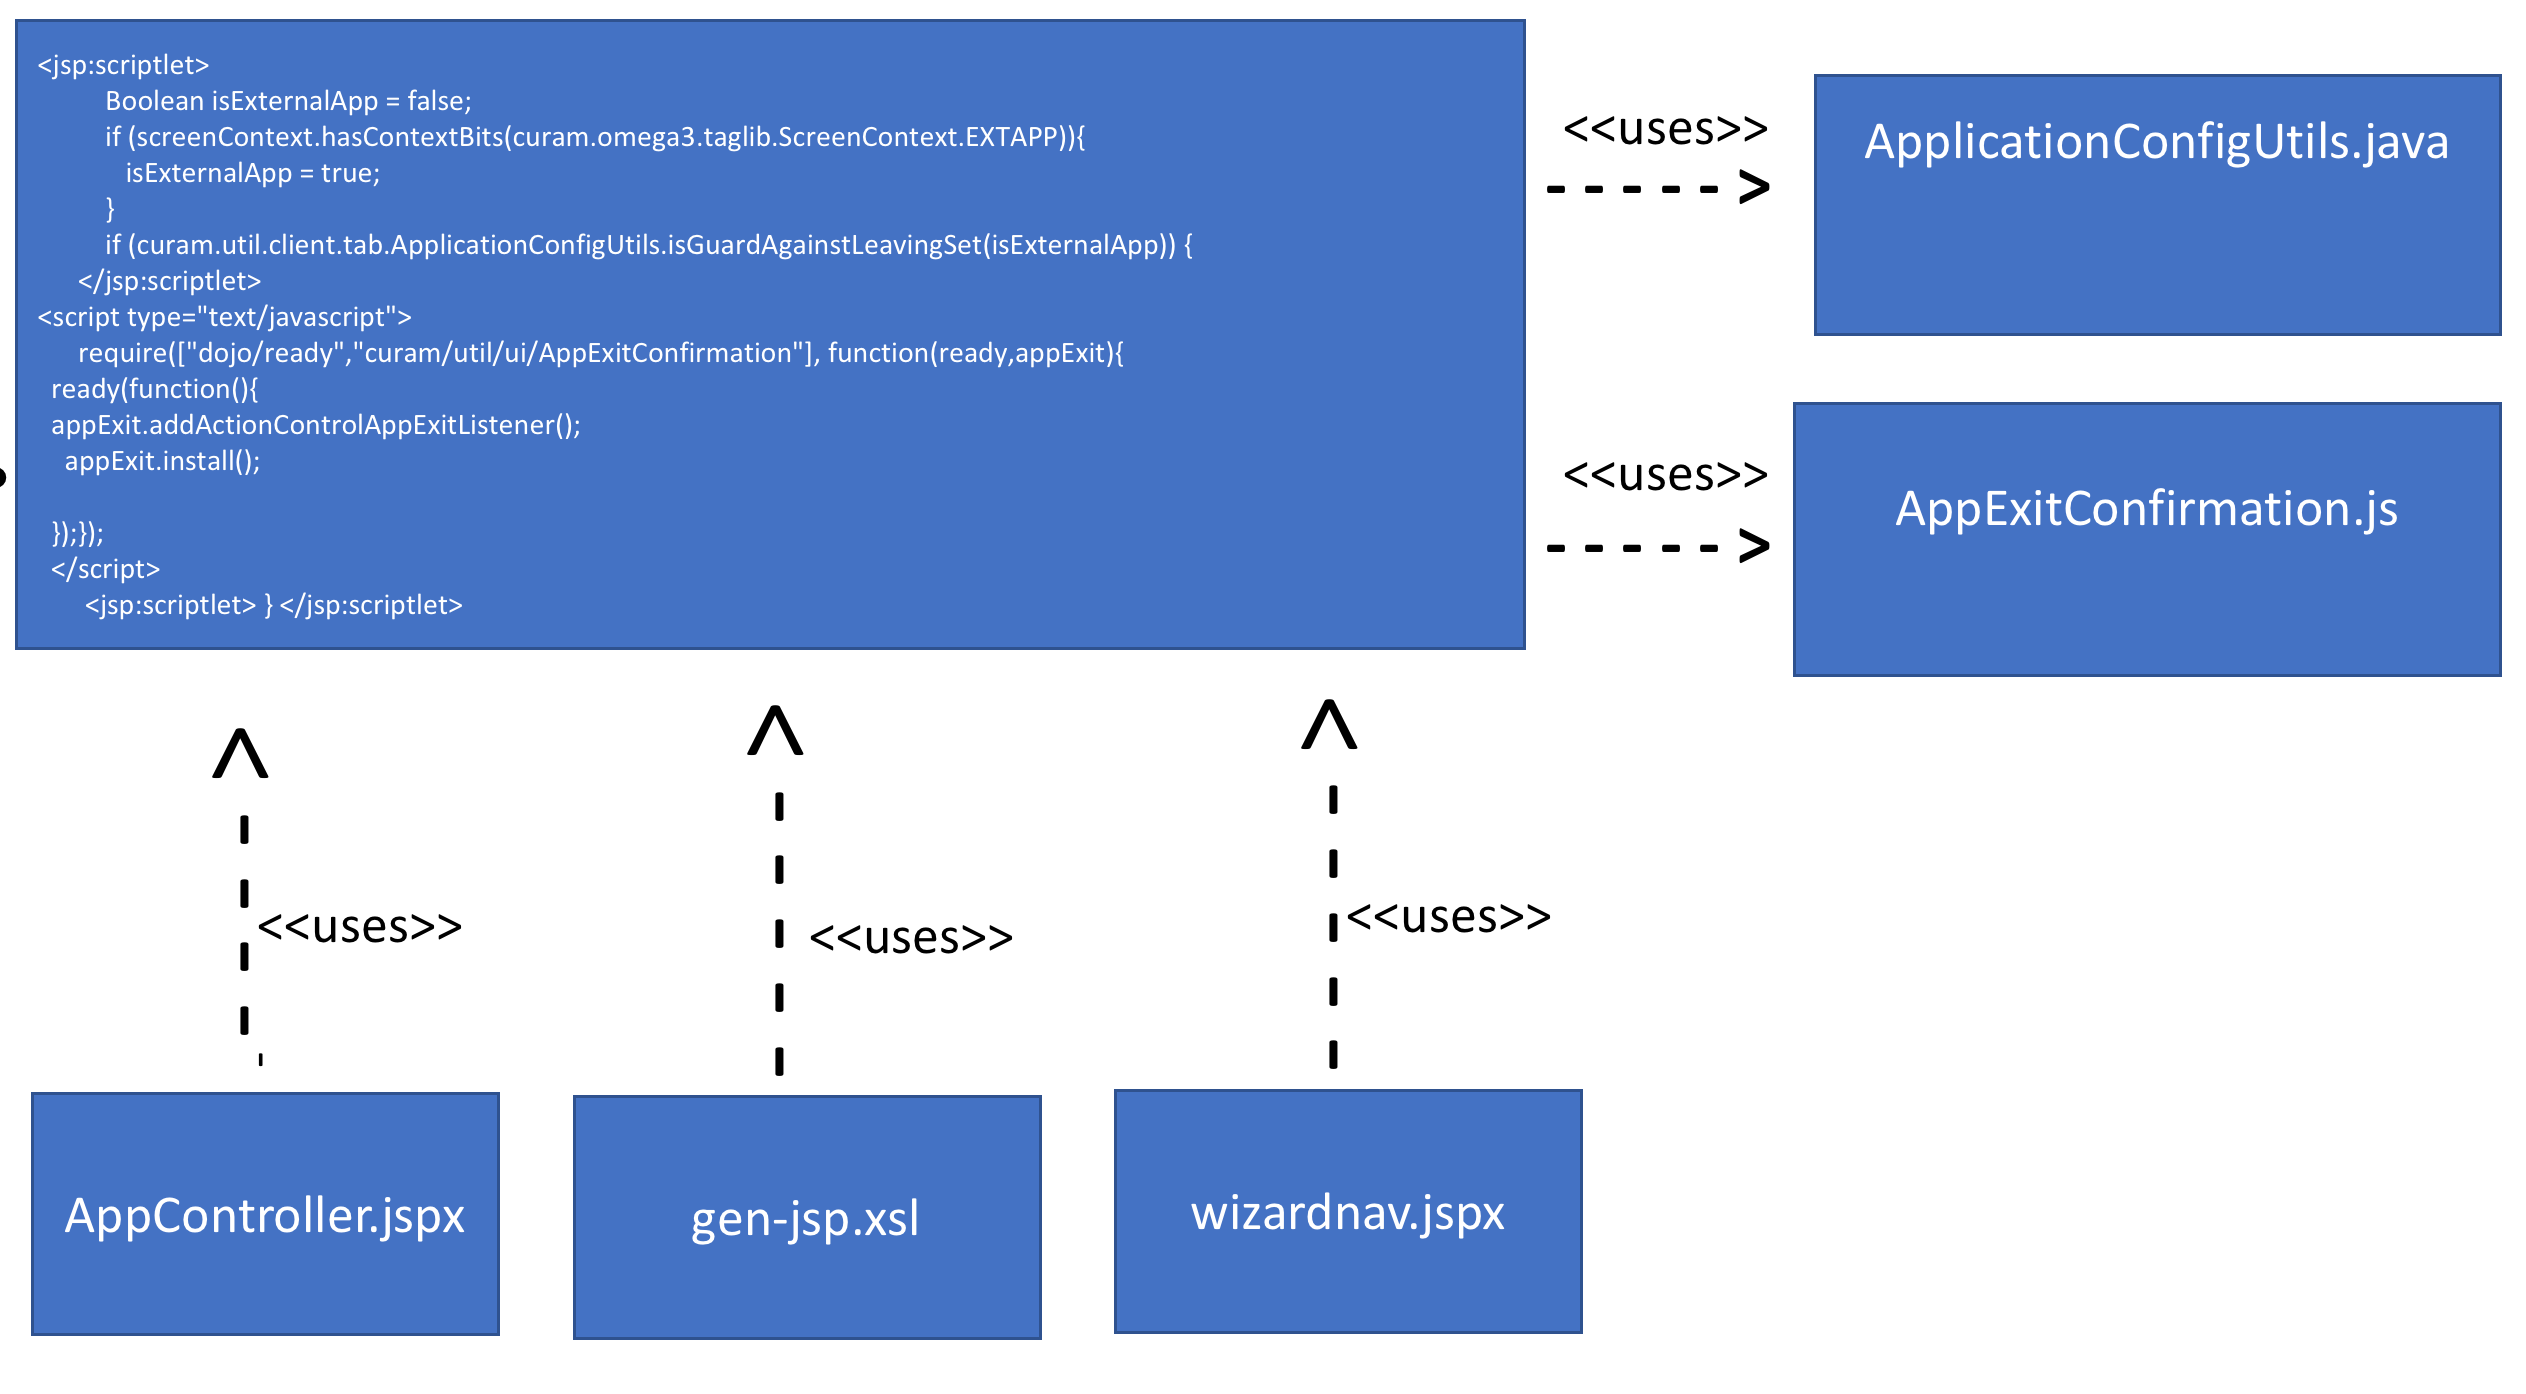 <jsp:scriptlet>
Boolean isExternalApp = false;
if (screenContext.hasContextBits(curam.omega3.taglib.ScreenContext.EXTAPP)){
isExternalApp = true;
}
if (curam.util.client.tab.ApplicationConfigUtils.isGuardAgainstLeavingSet(isExternalApp)) {
</jsp:scriptlet>
<script type="text/javascript">
require(["dojo/ready","curam/util/ui/AppExitConfirmation"], function(ready,appExit){
ready(function(){
appExit.addActionControlAppExitListener();
appExit.install();
});});
</script>
<jsp:scriptlet> } </jsp:scriptlet>
<<uses>>
ApplicationConfigUtils.java
<<uses>>
AppExitConfirmation.js
<<uses>>
<<uses>>
<<uses>>
AppController.jspx
gen-jsp.xsl
wizardnav.jspx